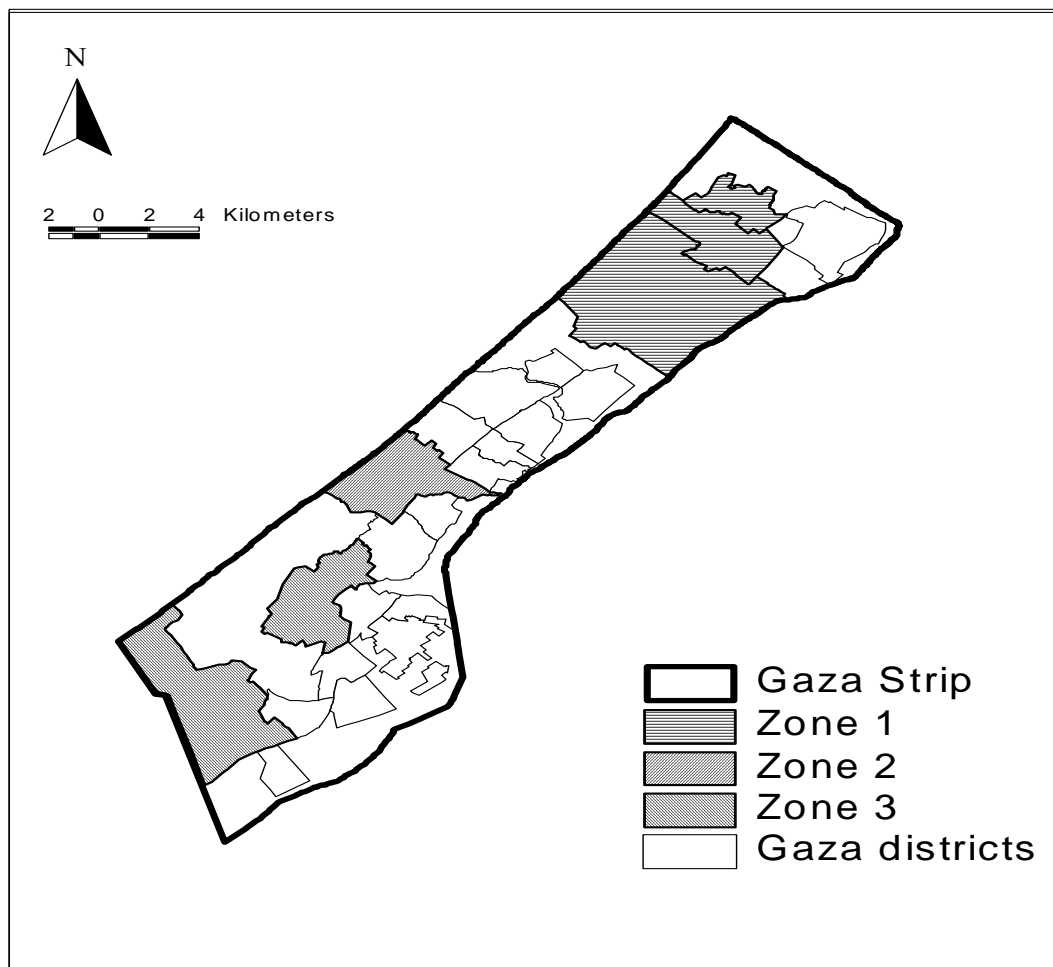 N
2 0 2 4 Kilometers
Gaza Strip
Zone 1
Zone 2
Zone 3
Gaza districts